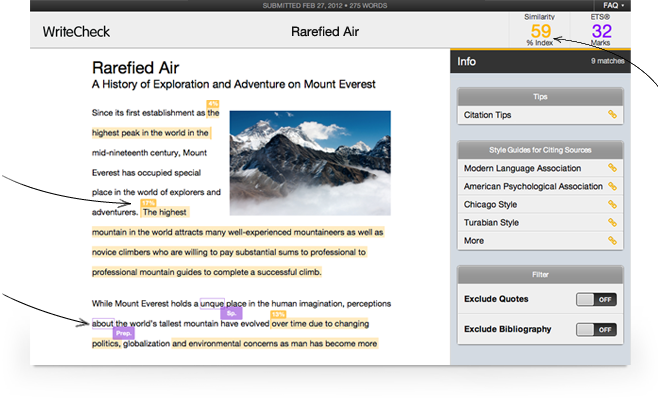 SUBMITTED FEB 27, 2012 • 275 WORDS
FAQ
WriteCheck
Rarefied Air
Similarity
59
% Index
ETS®
32
Marks
Rarefied Air
A History of Exploration and Adventure on Mount Everest
4%
Since its first establishment as the
highest peak in the world in the
mid-nineteenth century, Mount
Everest has occupied special
place in the world of explorers and
17%
adventurers. The highest
mountain in the world attracts many well-experienced mountaineers as well as
novice climbers who are willing to pay substantial sums to professional to
professional mountain guides to complete a successful climb.
While Mount Everest holds a unque place in the human imagination, perceptions
Sp.
13%
about the world's tallest mountain have evolved over time due to changing
Prep.
politics, globalization and environmental concerns as man has become more
Info
9 matches
Tips
Citation Tips
Style Guides for Citing Sources
Modern Language Association
American Psychological Association
Chicago Style
Turabian Style
More
Filter
Exclude Quotes
OFF
Exclude Bibliography
OFF